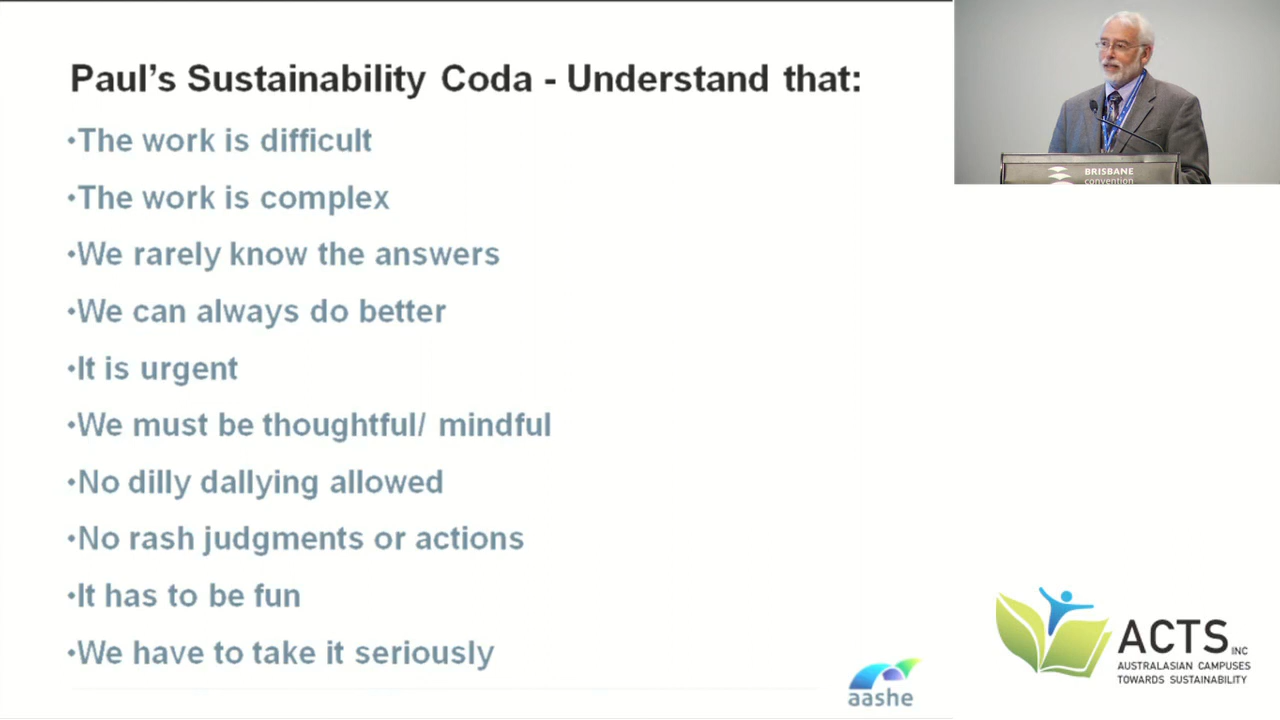 Paul's Sustainability Coda - Understand that:
•The work is difficult
•The work is complex
•We rarely know the answers
•We can always do better
•It is urgent
•We must be thoughtful/ mindful
•No dilly dallying allowed
•No rash judgments or actions
•It has to be fun
•We have to take it seriously
aashe
BRISBANE
convention
ACTS INC
AUSTRALASIAN CAMPUSES
TOWARDS SUSTAINABILITY